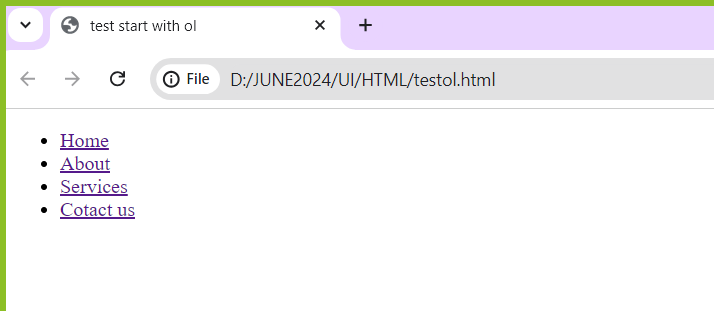 test start with ol
File D:/JUNE2024/UI/HTML/testol.html
Home
About
Services
Cotact us